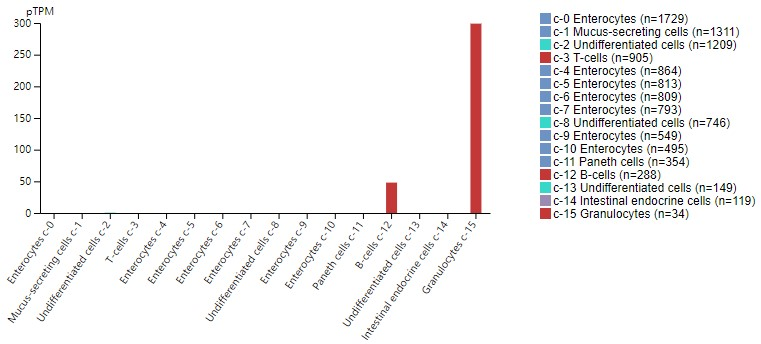 pTPM
300
250
200
150
100
50
0
Enterocytes c-0
Mucus-secreting cells c-1
Undifferentiated cells c-2
T-cells c-3
Enterocytes c-4
Enterocytes c-5
Enterocytes c-6
Enterocytes c-7
Undifferentiated cells c-8
Enterocytes c-9
Enterocytes c-10
Paneth cells c-11
B-cells c-12
Undifferentiated cells c-13
Intestinal endocrine cells c-14
Granulocytes c-15
c-0 Enterocytes (n=1729)
c-1 Mucus-secreting cells (n=1311)
c-2 Undifferentiated cells (n=1209)
c-3 T-cells (n=905)
c-4 Enterocytes (n=864)
c-5 Enterocytes (n=813)
c-6 Enterocytes (n=809)
c-7 Enterocytes (n=793)
c-8 Undifferentiated cells (n=746)
c-9 Enterocytes (n=549)
c-10 Enterocytes (n=495)
c-11 Paneth cells (n=354)
c-12 B-cells (n=288)
c-13 Undifferentiated cells (n=149)
c-14 Intestinal endocrine cells (n=119)
c-15 Granulocytes (n=34)